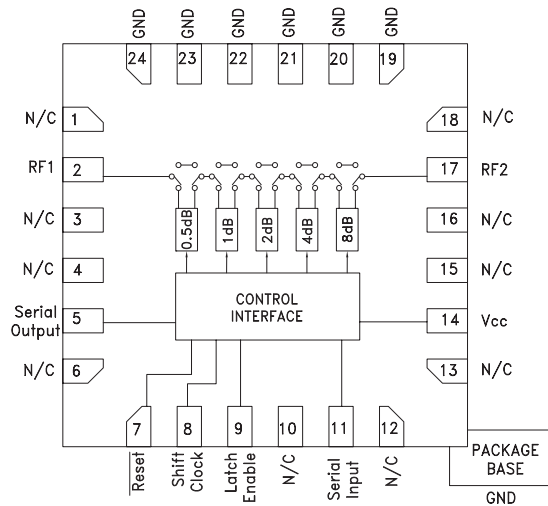 GND
GND
GND
GND
GND
GND
24
23
22
21
20
19
N/C
1
18
N/C
RF1
2
17
RF2
N/C
3
16
N/C
0.5dB
1dB
2dB
4dB
8dB
N/C
4
15
N/C
Serial
Output
5
CONTROL
INTERFACE
14
Vcc
N/C
6
13
N/C
7
8
9
10
11
12
Reset
Shift
Clock
Latch
Enable
N/C
Serial
Input
N/C
PACKAGE
BASE
GND